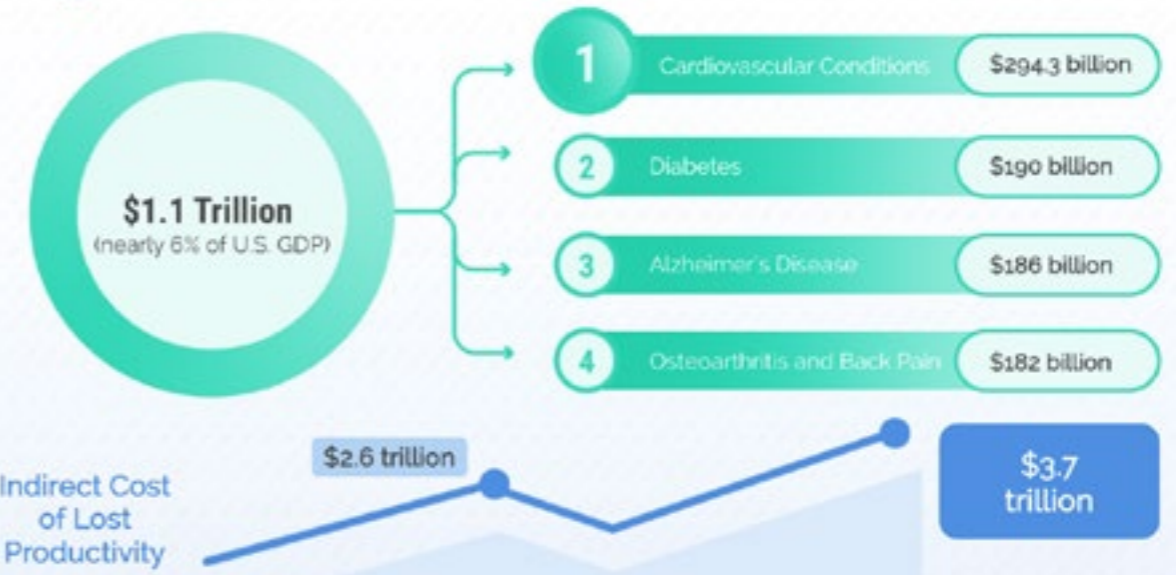 $1.1 Trillion
(nearly 6% of U.S. GDP)
1
Cardiovascular Conditions
$294.3 billion
2
Diabetes
$190 billion
3
Alzheimer's Disease
$186 billion
4
Osteoarthritis and Back Pain
$182 billion
Indirect Cost
of Lost
Productivity
$2.6 trillion
$3.7
trillion